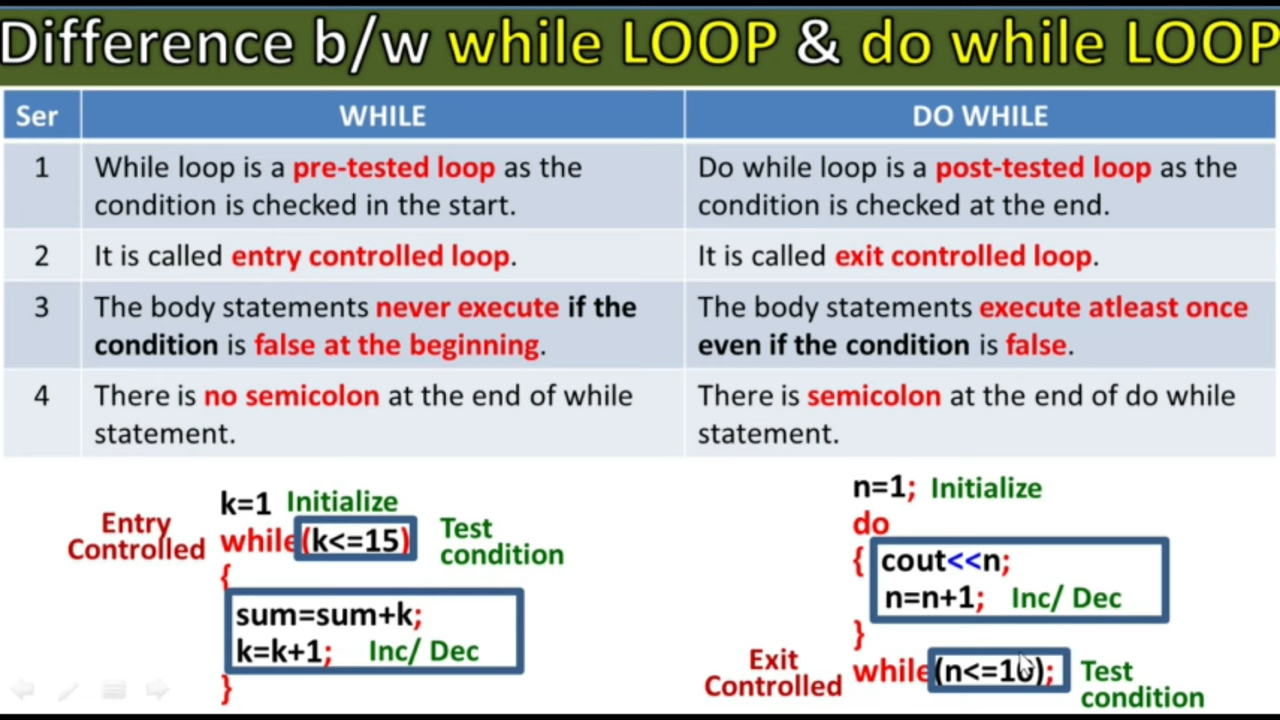 Difference b/w while LOOP & do while LOOP
Ser WHILE DO WHILE
1 While loop is a pre-tested loop as the
condition is checked in the start.
Do while loop is a post-tested loop as the
condition is checked at the end.
2 It is called entry controlled loop.
It is called exit controlled loop.
3 The body statements never execute if the
condition is false at the beginning.
The body statements execute atleast once
even if the condition is false.
4 There is no semicolon at the end of while
statement.
There is semicolon at the end of do while
statement.
k=1 Initialize
Entry
Controlled
while(k<=15)
Test
condition
{
sum=sum+k;
k=k+1; Inc/ Dec
}
n=1; Initialize
do
{ cout<<n;
n=n+1; Inc/ Dec
}
Exit
Controlled
while(n<=10);
Test
condition